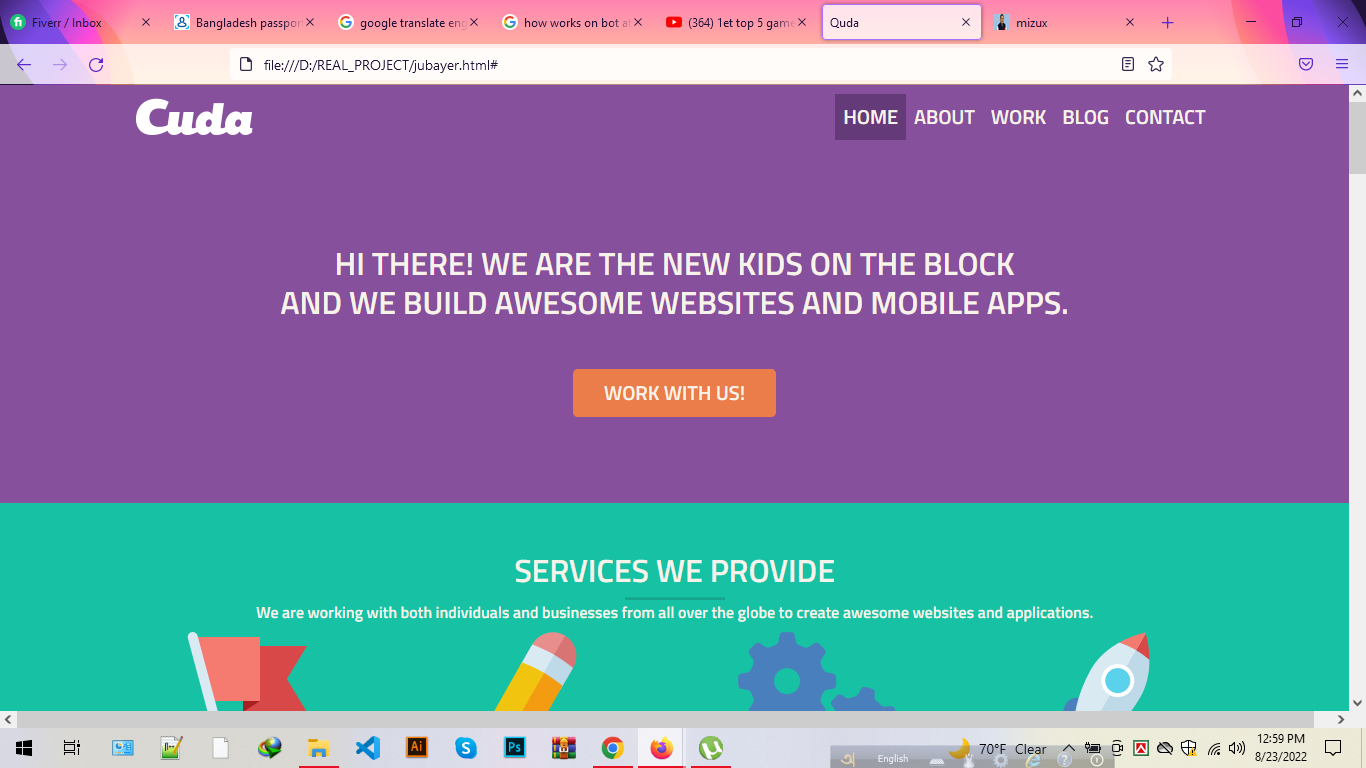 Fiverr / Inbox
Bangladesh passpor
google translate eng
how works on bot a
(364) 1et top 5 game
Quda
mizux
file:///D:/REAL_PROJECT/jubayer.html#
Cuda
HOME ABOUT WORK BLOG CONTACT
HI THERE! WE ARE THE NEW KIDS ON THE BLOCK
AND WE BUILD AWESOME WEBSITES AND MOBILE APPS.
WORK WITH US!
SERVICES WE PROVIDE
We are working with both individuals and businesses from all over the globe to create awesome websites and applications.
Ai
Ps
অ English
70°F Clear
12:59 PM
8/23/2022